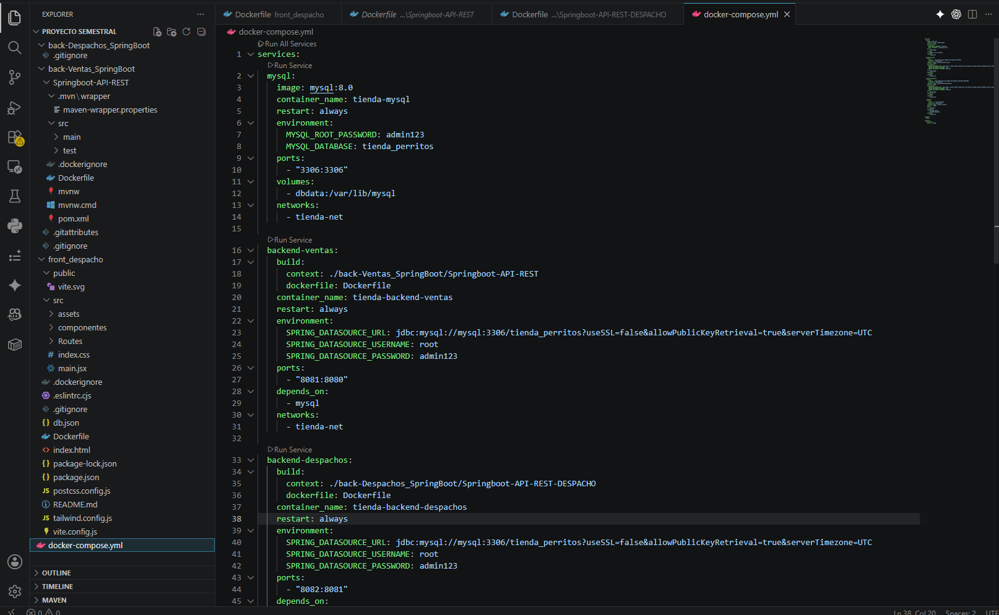 EXPLORER
PROYECTO SEMESTRAL
back-Despachos_SpringBoot
.gitignore
back-Ventas_SpringBoot
Springboot-API-REST
.mvn\wrapper
maven-wrapper.properties
src
main
test
.dockerignore
Dockerfile
mvnw
mvnw.cmd
pom.xml
.gitattributes
.gitignore
front_despacho
public
vite.svg
src
assets
componentes
Routes
index.css
main.jsx
.dockerignore
.eslintrc.cjs
.gitignore
db.json
Dockerfile
index.html
package-lock.json
package.json
postcss.config.js
README.md
tailwind.config.js
vite.config.js
docker-compose.yml
OUTLINE
TIMELINE
MAVEN
Dockerfile front_despacho
Dockerfile ...\Springboot-API-REST
Dockerfile ...\Springboot-API-REST-DESPACHO
docker-compose.yml
docker-compose.yml
Run All Services
1 services:
Run Service
2 mysql:
3 image: mysql:8.0
4 container_name: tienda-mysql
5 restart: always
6 environment:
7 MYSQL_ROOT_PASSWORD: admin123
8 MYSQL_DATABASE: tienda_perritos
9 ports:
10 - "3306:3306"
11 volumes:
12 - dbdata:/var/lib/mysql
13 networks:
14 - tienda-net
15
Run Service
16 backend-ventas:
17 build:
18 context: ./back-Ventas_SpringBoot/Springboot-API-REST
19 dockerfile: Dockerfile
20 container_name: tienda-backend-ventas
21 restart: always
22 environment:
23 SPRING_DATASOURCE_URL: jdbc:mysql://mysql:3306/tienda_perritos?useSSL=false&allowPublicKeyRetrieval=true&serverTimezone=UTC
24 SPRING_DATASOURCE_USERNAME: root
25 SPRING_DATASOURCE_PASSWORD: admin123
26 ports:
27 - "8081:8080"
28 depends_on:
29 - mysql
30 networks:
31 - tienda-net
32
Run Service
33 backend-despachos:
34 build:
35 context: ./back-Despachos_SpringBoot/Springboot-API-REST-DESPACHO
36 dockerfile: Dockerfile
37 container_name: tienda-backend-despachos
38 restart: always
39 environment:
40 SPRING_DATASOURCE_URL: jdbc:mysql://mysql:3306/tienda_perritos?useSSL=false&allowPublicKeyRetrieval=true&serverTimezone=UTC
41 SPRING_DATASOURCE_USERNAME: root
42 SPRING_DATASOURCE_PASSWORD: admin123
43 ports:
44 - "8082:8081"
45 depends_on:
0 0
Ln 38, Col 20 Spaces: 2